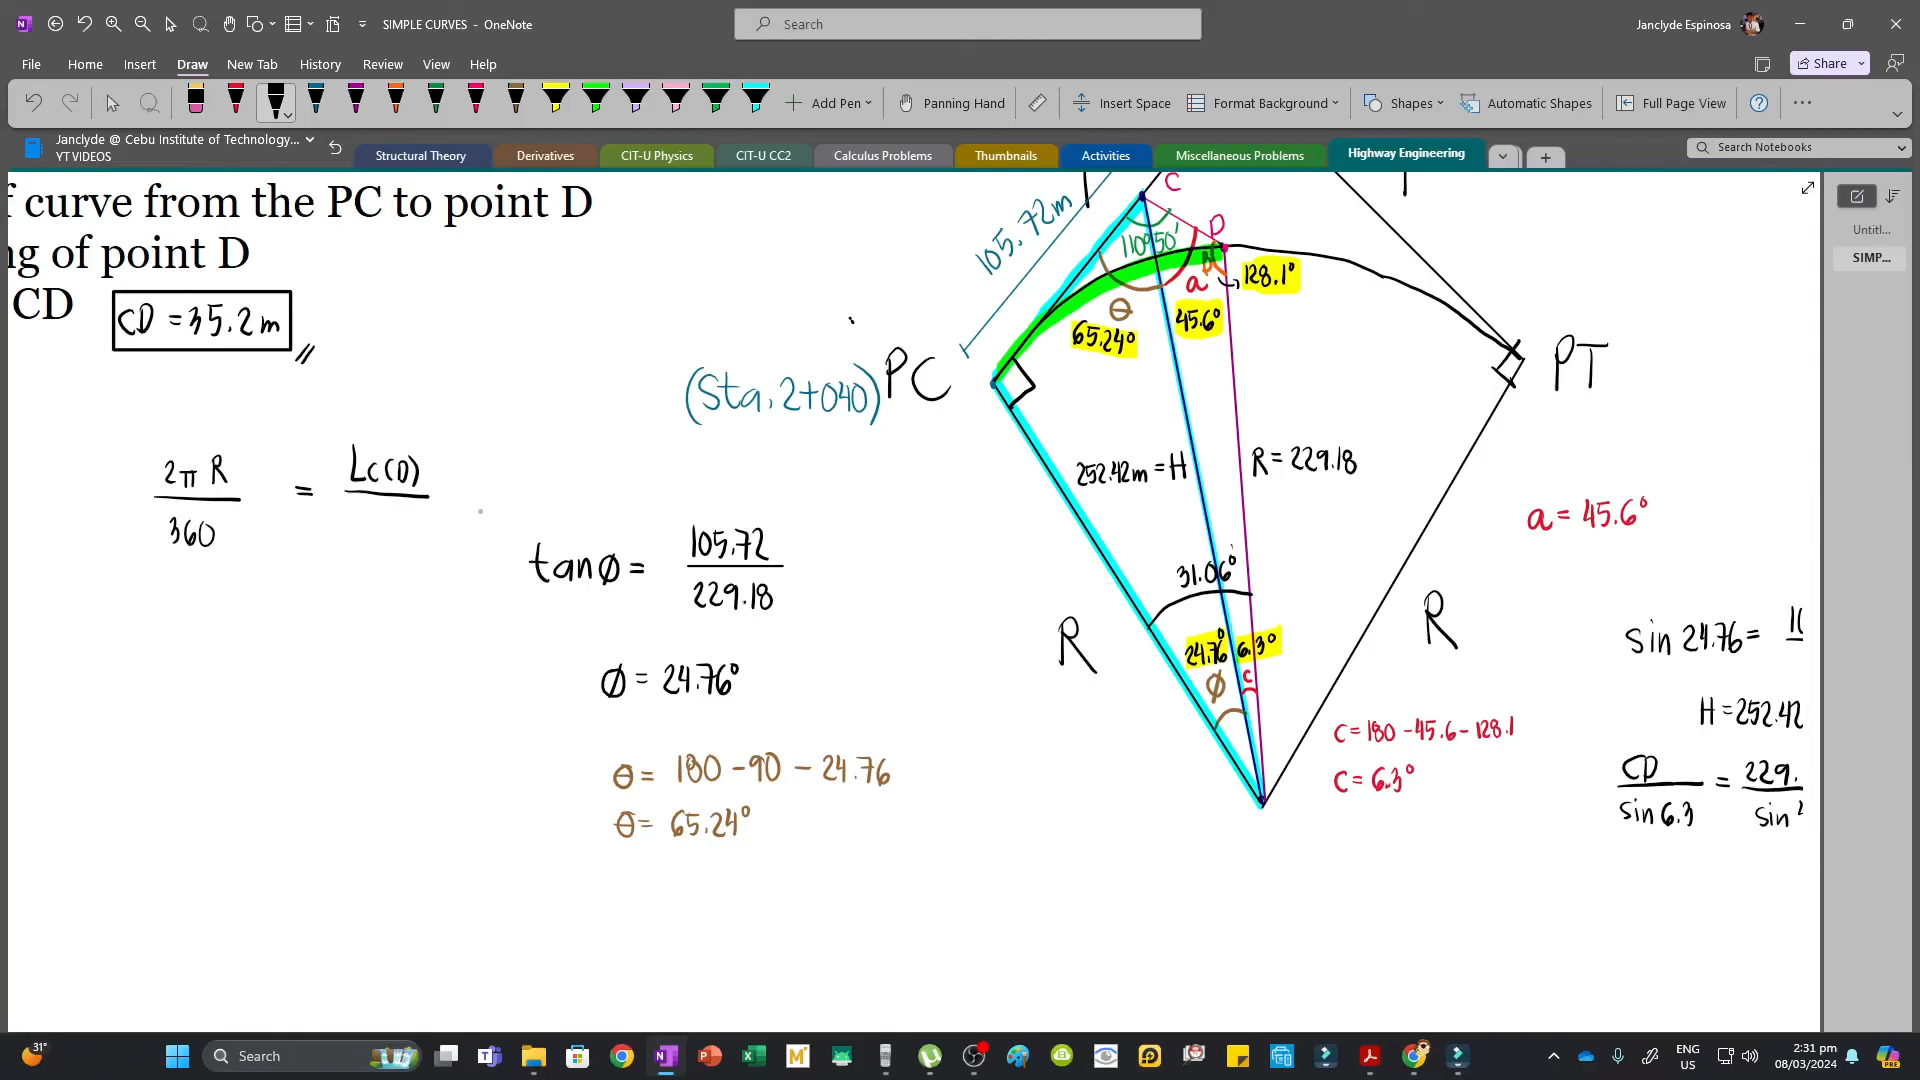 SIMPLE CURVES - OneNote
Search
Janclyde Espinosa
File Home Insert Draw New Tab History Review View Help
Share
Add Pen
Panning Hand
Insert Space
Format Background
Shapes
Automatic Shapes
Full Page View
Janclyde @ Cebu Institute of Technology...
YT VIDEOS
Structural Theory
Derivatives
CIT-U Physics
CIT-U CC2
Calculus Problems
Thumbnails
Activities
Miscellaneous Problems
Highway Engineering
Search Notebooks
Untitl...
SIMP...
f curve from the PC to point D
ng of point D
CD
CD = 35.2 m
105.72m
C
D
110°50'
a
128.1°
θ
45.6°
65.24°
(Sta. 2+040) PC
PT
2π R = Lc(D)
360
252.42m = H
R = 229.18
a = 45.6°
tanø = 105.72
229.18
31.06°
R
R
24.76° 6.3°
ø
c
ø = 24.76°
sin 24.76 =
H = 252.42
C = 180 - 45.6 - 128.1
C = 6.3°
θ = 180 - 90 - 24.76
θ = 65.24°
CD = 229.
sin 6.3 sin
31°
Search
ENG
US
2:31 pm
08/03/2024